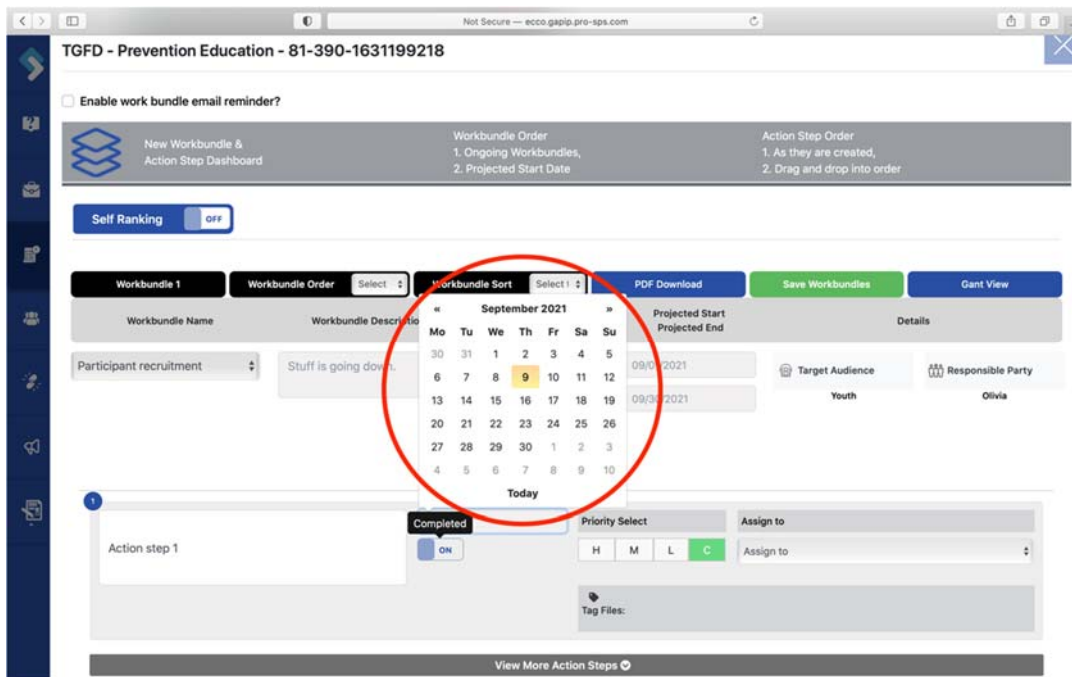 Not Secure — ecco.gapip.pro-sps.com
TGFD - Prevention Education - 81-390-1631199218
Enable work bundle email reminder?
New Workbundle &
Action Step Dashboard
Workbundle Order
1. Ongoing Workbundles,
2. Projected Start Date
Action Step Order
1. As they are created,
2. Drag and drop into order
Self Ranking OFF
Workbundle 1 Workbundle Order Select Workbundle Sort Select PDF Download Save Workbundles Gant View
Workbundle Name Workbundle Descriptio Projected Start
Projected End Details
Participant recruitment Stuff is going down. 2021
09/30/2021
Target Audience Responsible Party
Youth Olivia
« September 2021 »
Mo Tu We Th Fr Sa Su
30 31 1 2 3 4 5
6 7 8 9 10 11 12
13 14 15 16 17 18 19
20 21 22 23 24 25 26
27 28 29 30 1 2 3
4 5 6 7 8 9 10
Today
1
Action step 1
Completed
ON
Priority Select
H M L C
Assign to
Assign to
Tag Files:
View More Action Steps